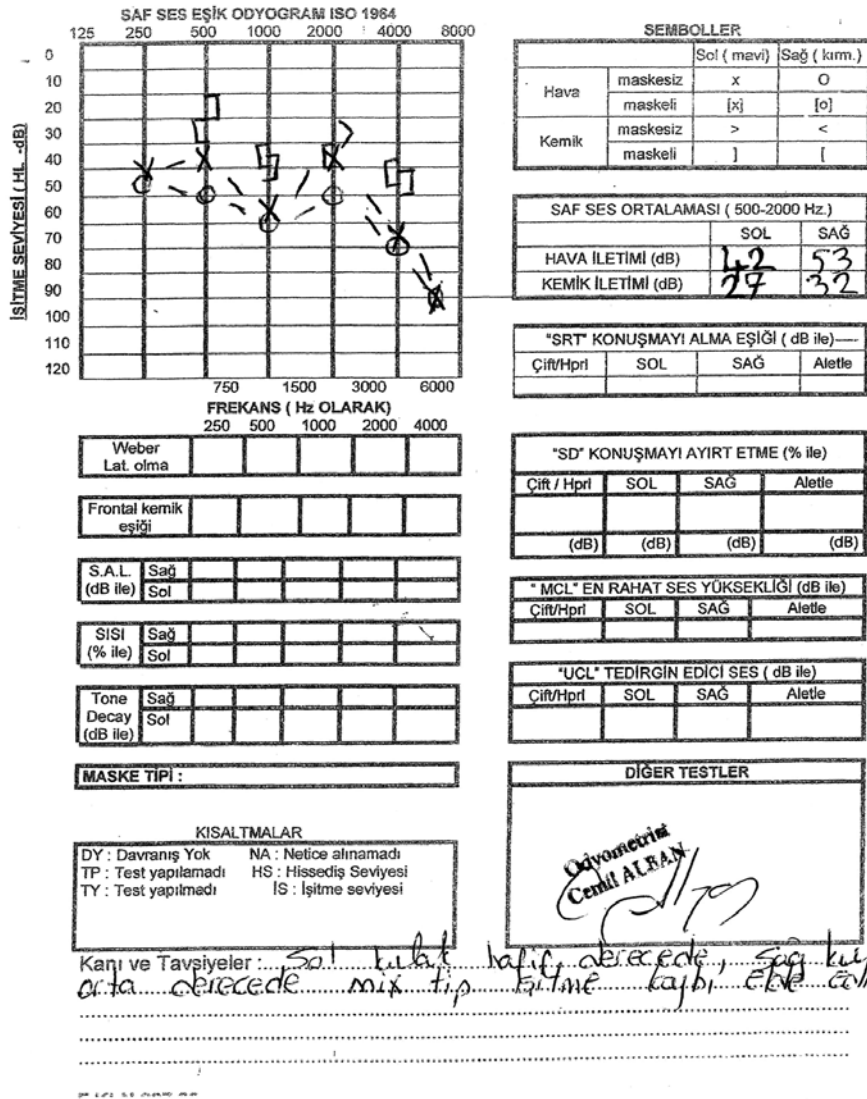 SAF SES EŞİK ODYOGRAM ISO 1964
125 250 500 1000 2000 4000 8000
0
10
20
30
40
50
60
70
80
90
100
110
120
İŞİTME SEVİYESİ ( HL -dB)
750 1500 3000 6000
FREKANS ( Hz OLARAK)
250 500 1000 2000 4000
Weber
Lat. olma
Frontal kemik
eşiği
S.A.L. Sağ
(dB ile) Sol
SISI Sağ
(% ile) Sol
Tone Sağ
Decay Sol
(dB ile)
MASKE TİPİ :
KISALTMALAR
DY : Davranış Yok NA : Netice alınamadı
TP : Test yapılamadı HS : Hissediş Seviyesi
TY : Test yapılmadı İS : İşitme seviyesi
SEMBOLLER
Sol ( mavi) Sağ ( kırm.)
Hava maskesiz x O
maskeli [x] [o]
Kemik maskesiz > <
maskeli ] [
SAF SES ORTALAMASI ( 500-2000 Hz.)
SOL SAĞ
HAVA İLETİMİ (dB) 42 53
KEMİK İLETİMİ (dB) 27 32
"SRT" KONUŞMAYI ALMA EŞİĞİ ( dB ile)
Çift/Hprl SOL SAĞ Aletle
"SD" KONUŞMAYI AYIRT ETME (% ile)
Çift / Hprl SOL SAĞ Aletle
(dB) (dB) (dB) (dB)
" MCL" EN RAHAT SES YÜKSEKLİĞİ (dB ile)
Çift/Hprl SOL SAĞ Aletle
"UCL" TEDİRGİN EDİCİ SES ( dB ile)
Çift/Hprl SOL SAĞ Aletle
DİĞER TESTLER
Odyometrist
Cemil ALBAN
Kanı ve Tavsiyeler : Sol kulak hafif derecede, sağ ku
orta derecede mix tip işitme kaybı elde